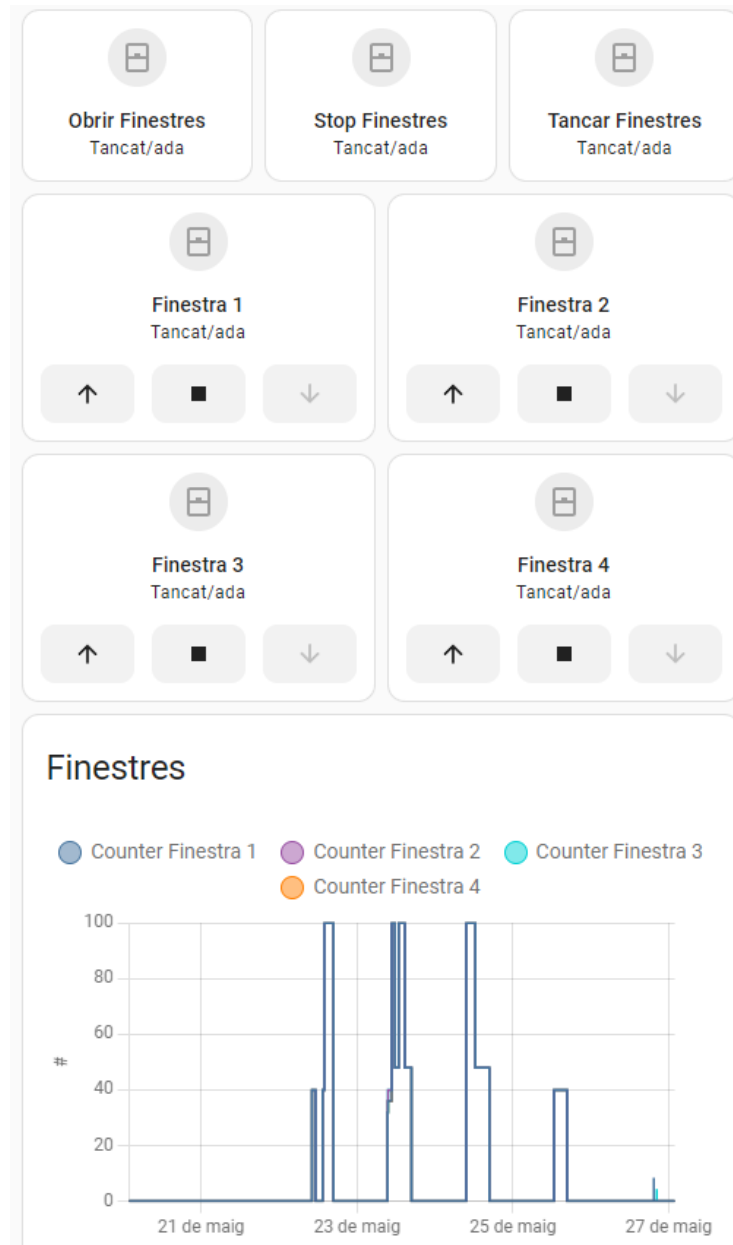 Obrir Finestres
Tancat/ada
Stop Finestres
Tancat/ada
Tancar Finestres
Tancat/ada
Finestra 1
Tancat/ada
Finestra 2
Tancat/ada
Finestra 3
Tancat/ada
Finestra 4
Tancat/ada
Finestres
Counter Finestra 1
Counter Finestra 2
Counter Finestra 3
Counter Finestra 4
100
80
60
40
20
0
#
21 de maig
23 de maig
25 de maig
27 de maig